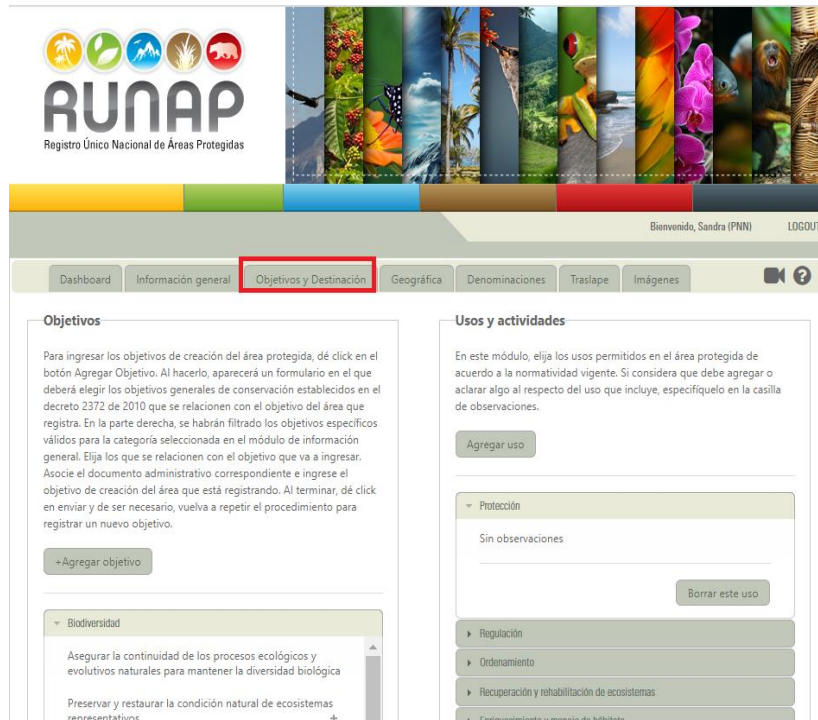 RUNAP
Registro Único Nacional de Áreas Protegidas
Bienvenido, Sandra (PNN) LOGOUT
Dashboard Información general Objetivos y Destinación Geográfica Denominaciones Traslape Imágenes
Objetivos
Para ingresar los objetivos de creación del área protegida, dé click en el
botón Agregar Objetivo. Al hacerlo, aparecerá un formulario en el que
deberá elegir los objetivos generales de conservación establecidos en el
decreto 2372 de 2010 que se relacionen con el objetivo del área que
registra. En la parte derecha, se habrán filtrado los objetivos específicos
válidos para la categoría seleccionada en el módulo de información
general. Elija los que se relacionen con el objetivo que va a ingresar.
Asocie el documento administrativo correspondiente e ingrese el
objetivo de creación del área que está registrando. Al terminar, dé click
en enviar y de ser necesario, vuelva a repetir el procedimiento para
registrar un nuevo objetivo.
+Agregar objetivo
Biodiversidad
Asegurar la continuidad de los procesos ecológicos y
evolutivos naturales para mantener la diversidad biológica
Preservar y restaurar la condición natural de ecosistemas
representativos +
Usos y actividades
En este módulo, elija los usos permitidos en el área protegida de
acuerdo a la normatividad vigente. Si considera que debe agregar o
aclarar algo al respecto del uso que incluye, especifíquelo en la casilla
de observaciones.
Agregar uso
Protección
Sin observaciones
Borrar este uso
Regulación
Ordenamiento
Recuperación y rehabilitación de ecosistemas
Enriquecimiento y manejo de hábitats